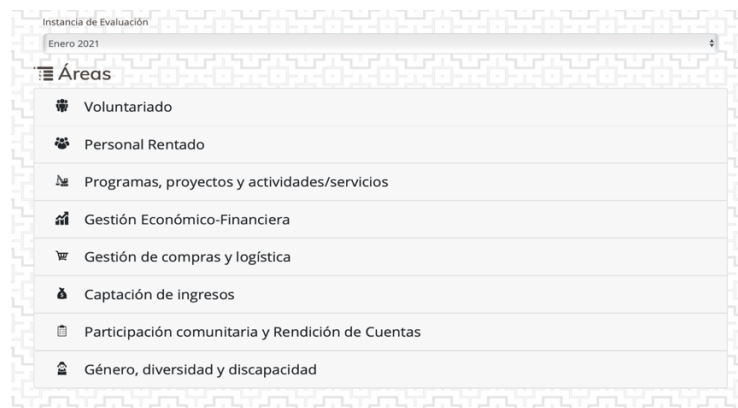 Instancia de Evaluación
Enero 2021
Áreas
Voluntariado
Personal Rentado
Programas, proyectos y actividades/servicios
Gestión Económico-Financiera
Gestión de compras y logística
Captación de ingresos
Participación comunitaria y Rendición de Cuentas
Género, diversidad y discapacidad